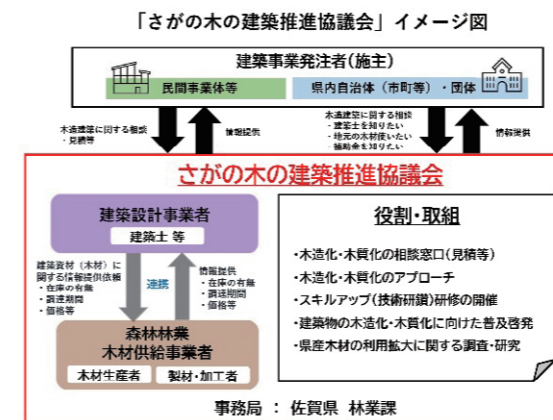 「さがの木の建築推進協議会」イメージ図
建築事業発注者(施主)
民間事業体等
県内自治体（市町等）・団体
木造建築に関する相談
・見積等
情報提供
木造建築に関する相談
・建築士を知りたい
・地元の木材使いたい
・補助金を知りたい
情報提供
さがの木の建築推進協議会
建築設計事業者
建築士 等
建築資材（木材）に
関する情報提供依頼
・在庫の有無
・調達期間
・価格等
連携
情報提供
・在庫の有無
・調達期間
・価格等
森林林業
木材供給事業者
木材生産者
製材・加工者
役割・取組
・木造化・木質化の相談窓口(見積等)
・木造化・木質化のアプローチ
・スキルアップ(技術研鑽)研修の開催
・建築物の木造化・木質化に向けた普及啓発
・県産木材の利用拡大に関する調査・研究
事務局 ： 佐賀県 林業課